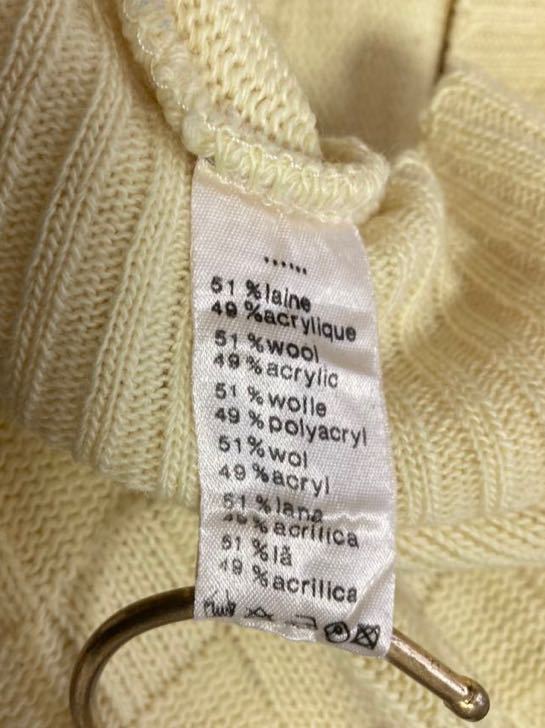 ......
51 %laine
49 %acrylique
51 %wool
49 %acrylic
51 %wolle
49 %polyacryl
51 %wol
49 %acryl
51 %lana
49 %acrilica
51 %lã
49 %acrilica